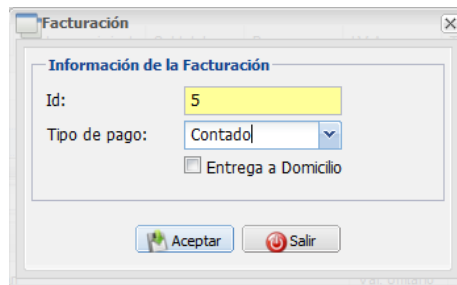 Facturación
Información de la Facturación
Id: 5
Tipo de pago: Contado
Entrega a Domicilio
Aceptar Salir